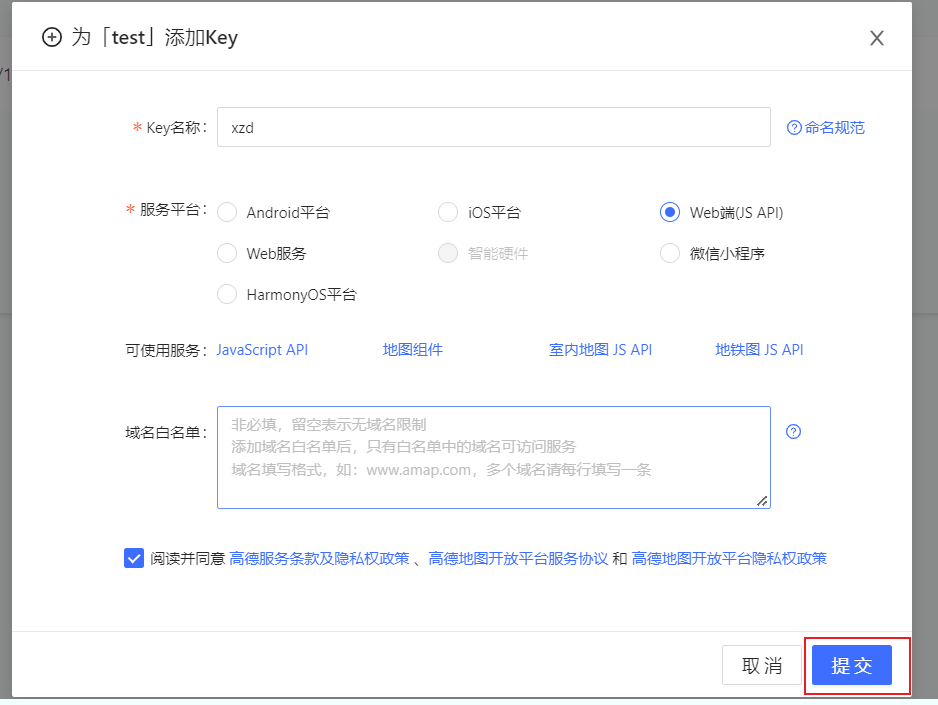 为「test」添加Key
/1
* Key名称： xzd 命名规范
* 服务平台： Android平台 iOS平台 Web端(JS API)
Web服务 智能硬件 微信小程序
HarmonyOS平台
可使用服务： JavaScript API 地图组件 室内地图 JS API 地铁图 JS API
域名白名单： 非必填，留空表示无域名限制
添加域名白名单后，只有白名单中的域名可访问服务
域名填写格式，如：www.amap.com，多个域名请每行填写一条
阅读并同意 高德服务条款及隐私权政策 、高德地图开放平台服务协议 和 高德地图开放平台隐私权政策
取消 提交